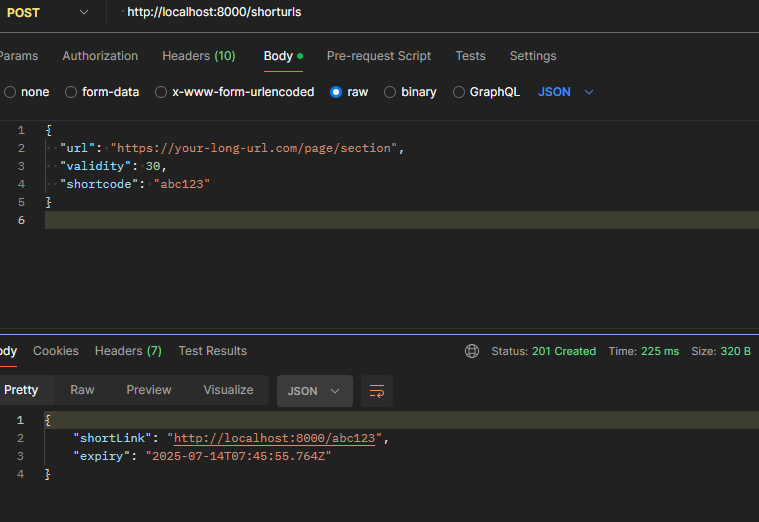 POST http://localhost:8000/shorturls
Params Authorization Headers (10) Body Pre-request Script Tests Settings
none form-data x-www-form-urlencoded raw binary GraphQL JSON
1 {
2 "url": "https://your-long-url.com/page/section",
3 "validity": 30,
4 "shortcode": "abc123"
5 }
6
ody Cookies Headers (7) Test Results Status: 201 Created Time: 225 ms Size: 320 B
Pretty Raw Preview Visualize JSON
1 {
2 "shortLink": "http://localhost:8000/abc123",
3 "expiry": "2025-07-14T07:45:55.764Z"
4 }